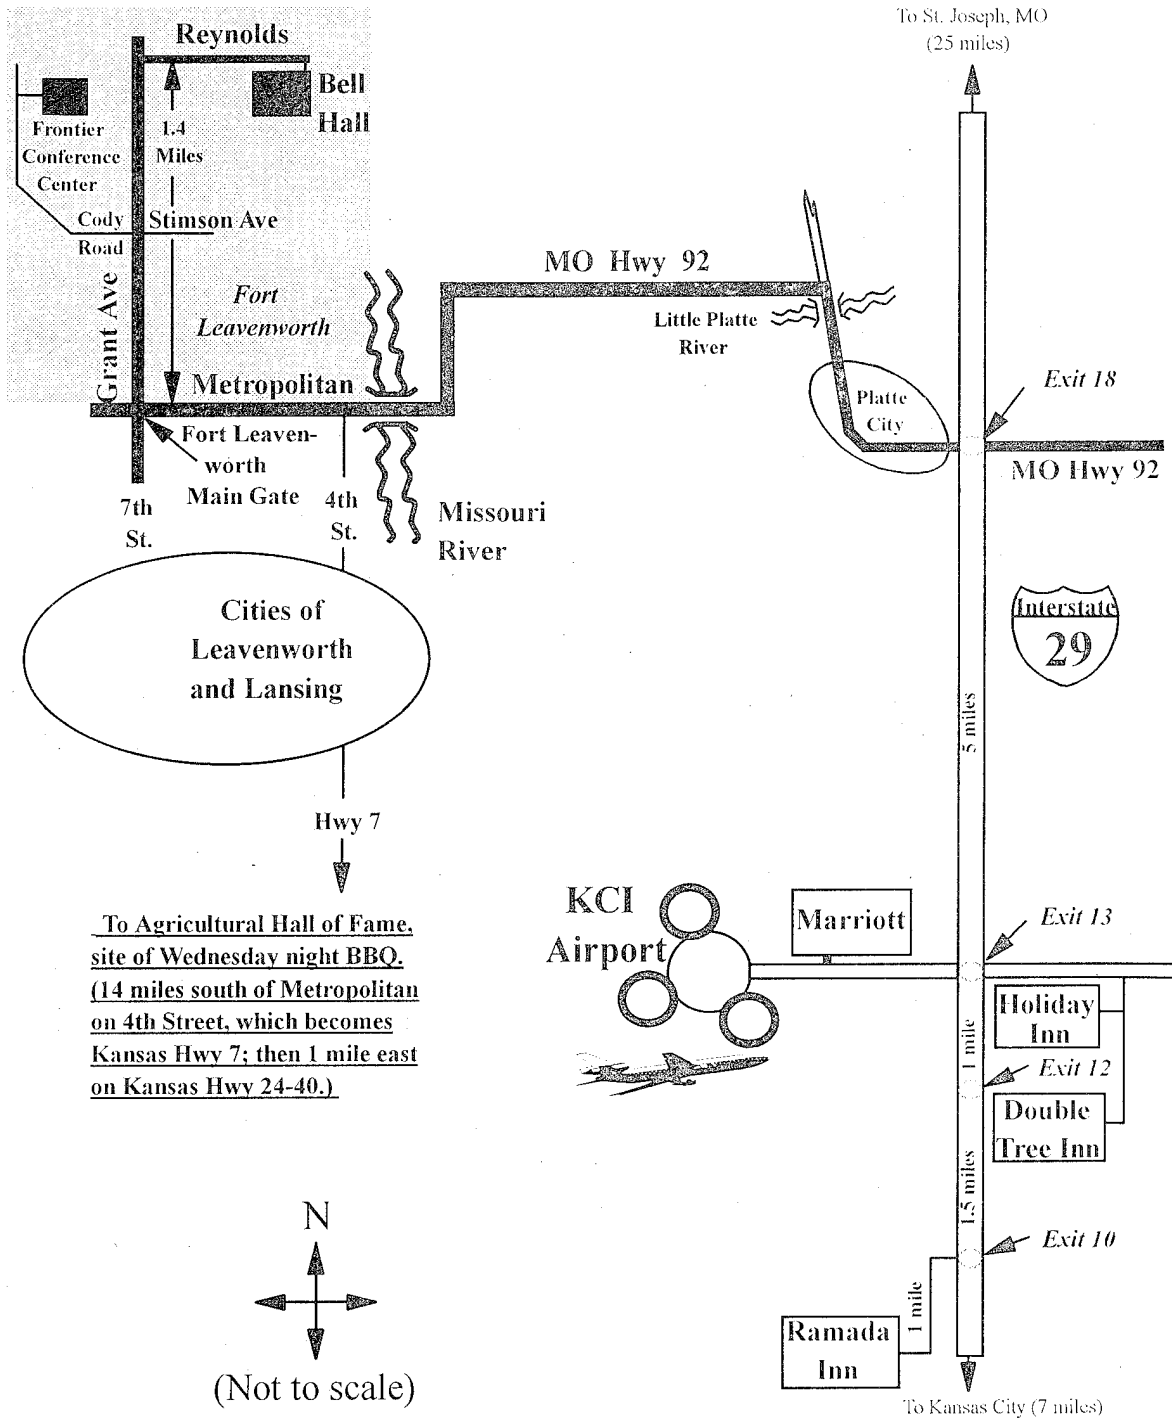 To St. Joseph, MO
(25 miles)
Reynolds
Bell
Hall
Frontier
Conference
Center
1.4
Miles
Cody
Road
Stimson Ave
Grant Ave
Fort
Leavenworth
Metropolitan
MO Hwy 92
Little Platte
River
Platte
City
Exit 18
MO Hwy 92
Fort Leaven-
worth
Main Gate
7th
St.
4th
St.
Missouri
River
Cities of
Leavenworth
and Lansing
Interstate
29
5 miles
Hwy 7
To Agricultural Hall of Fame,
site of Wednesday night BBQ.
(14 miles south of Metropolitan
on 4th Street, which becomes
Kansas Hwy 7; then 1 mile east
on Kansas Hwy 24-40.)
KCI
Airport
Marriott
Exit 13
Holiday
Inn
1 mile
Exit 12
Double
Tree Inn
1.5 miles
Exit 10
1 mile
Ramada
Inn
N
(Not to scale)
To Kansas City (7 miles)